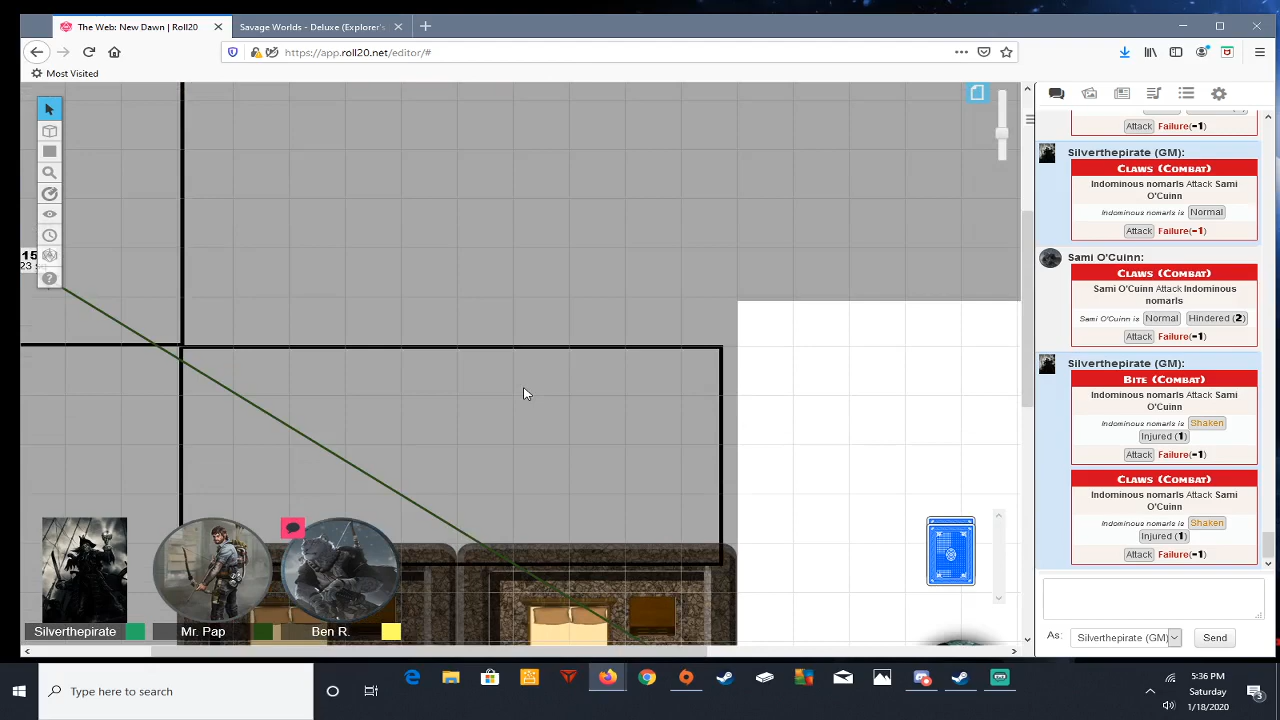 The Web: New Dawn | Roll20
Savage Worlds - Deluxe (Explorer's
https://app.roll20.net/editor/#
Most Visited
15
23 s
Attack Failure(-1)
Silverthepirate (GM):
Claws (Combat)
Indominous nomarls Attack Sami
O'Cuinn
Indominous nomarls is Normal
Attack Failure(-1)
Sami O'Cuinn:
Claws (Combat)
Sami O'Cuinn Attack Indominous
nomarls
Sami O'Cuinn is Normal Hindered (2)
Attack Failure(-1)
Silverthepirate (GM):
Bite (Combat)
Indominous nomarls Attack Sami
O'Cuinn
Indominous nomarls is Shaken
Injured (1)
Attack Failure(-1)
Claws (Combat)
Indominous nomarls Attack Sami
O'Cuinn
Indominous nomarls is Shaken
Injured (1)
Attack Failure(-1)
Silverthepirate
Mr. Pap
Ben R.
As: Silverthepirate (GM) Send
Type here to search
5:36 PM
Saturday
1/18/2020
3